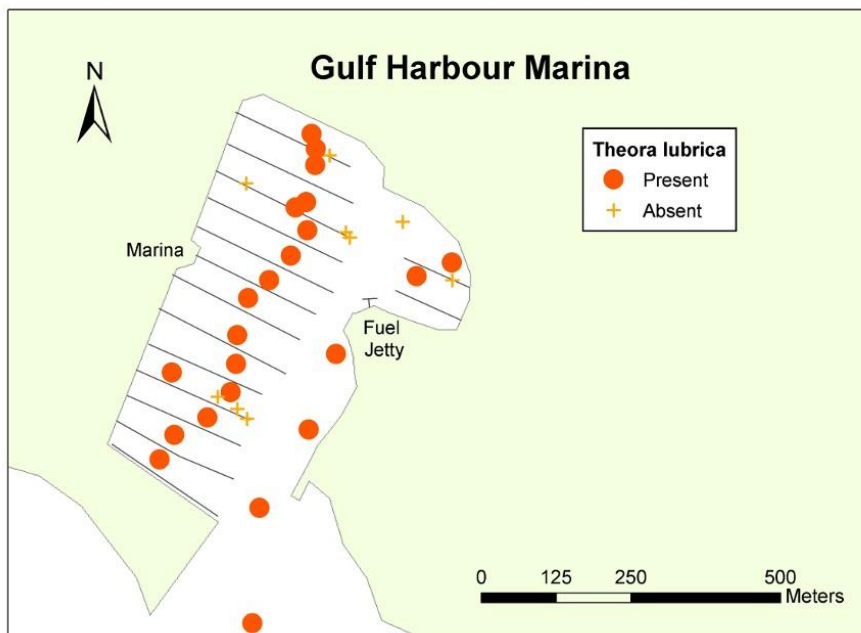 Gulf Harbour Marina
N
Theora lubrica
Present
Absent
Marina
Fuel
Jetty
0 125 250 500
Meters